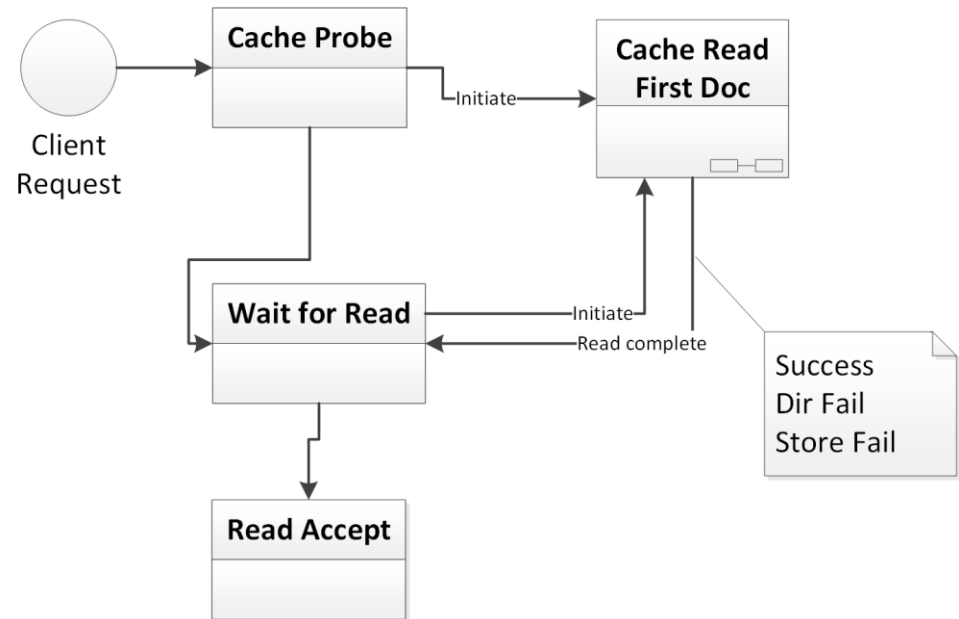 Cache Probe
Cache Read
First Doc
Initiate
Client
Request
Wait for Read
Initiate
Read complete
Success
Dir Fail
Store Fail
Read Accept